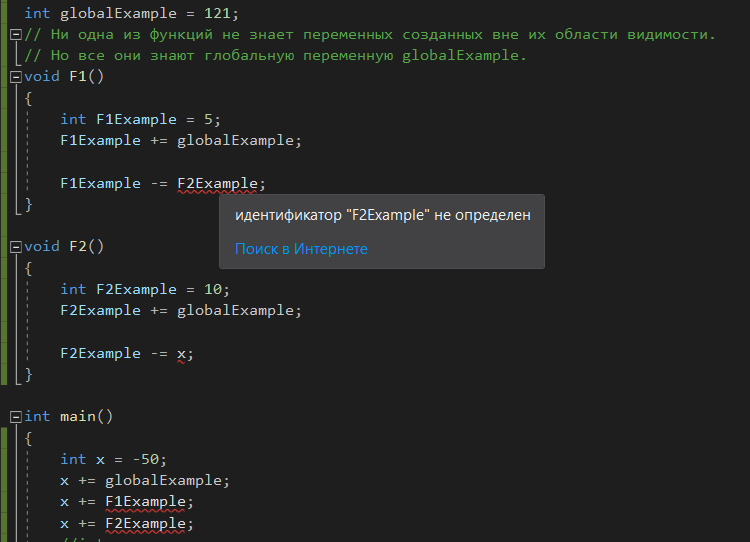 int globalExample = 121;
// Ни одна из функций не знает переменных созданных вне их области видимости.
// Но все они знают глобальную переменную globalExample.
void F1()
{
int F1Example = 5;
F1Example += globalExample;
F1Example -= F2Example;
}
идентификатор "F2Example" не определен
Поиск в Интернете
void F2()
{
int F2Example = 10;
F2Example += globalExample;
F2Example -= x;
}
int main()
{
int x = -50;
x += globalExample;
x += F1Example;
x += F2Example;